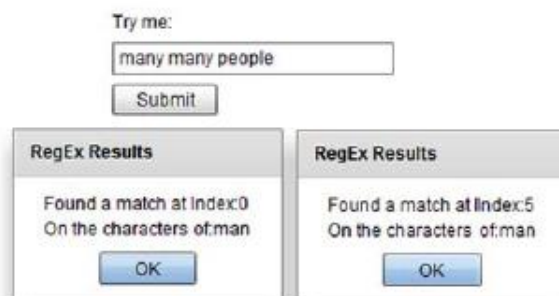 Try me:
many many people
Submit
RegEx Results
Found a match at Index:0
On the characters of:man
OK
RegEx Results
Found a match at Index:5
On the characters of:man
OK